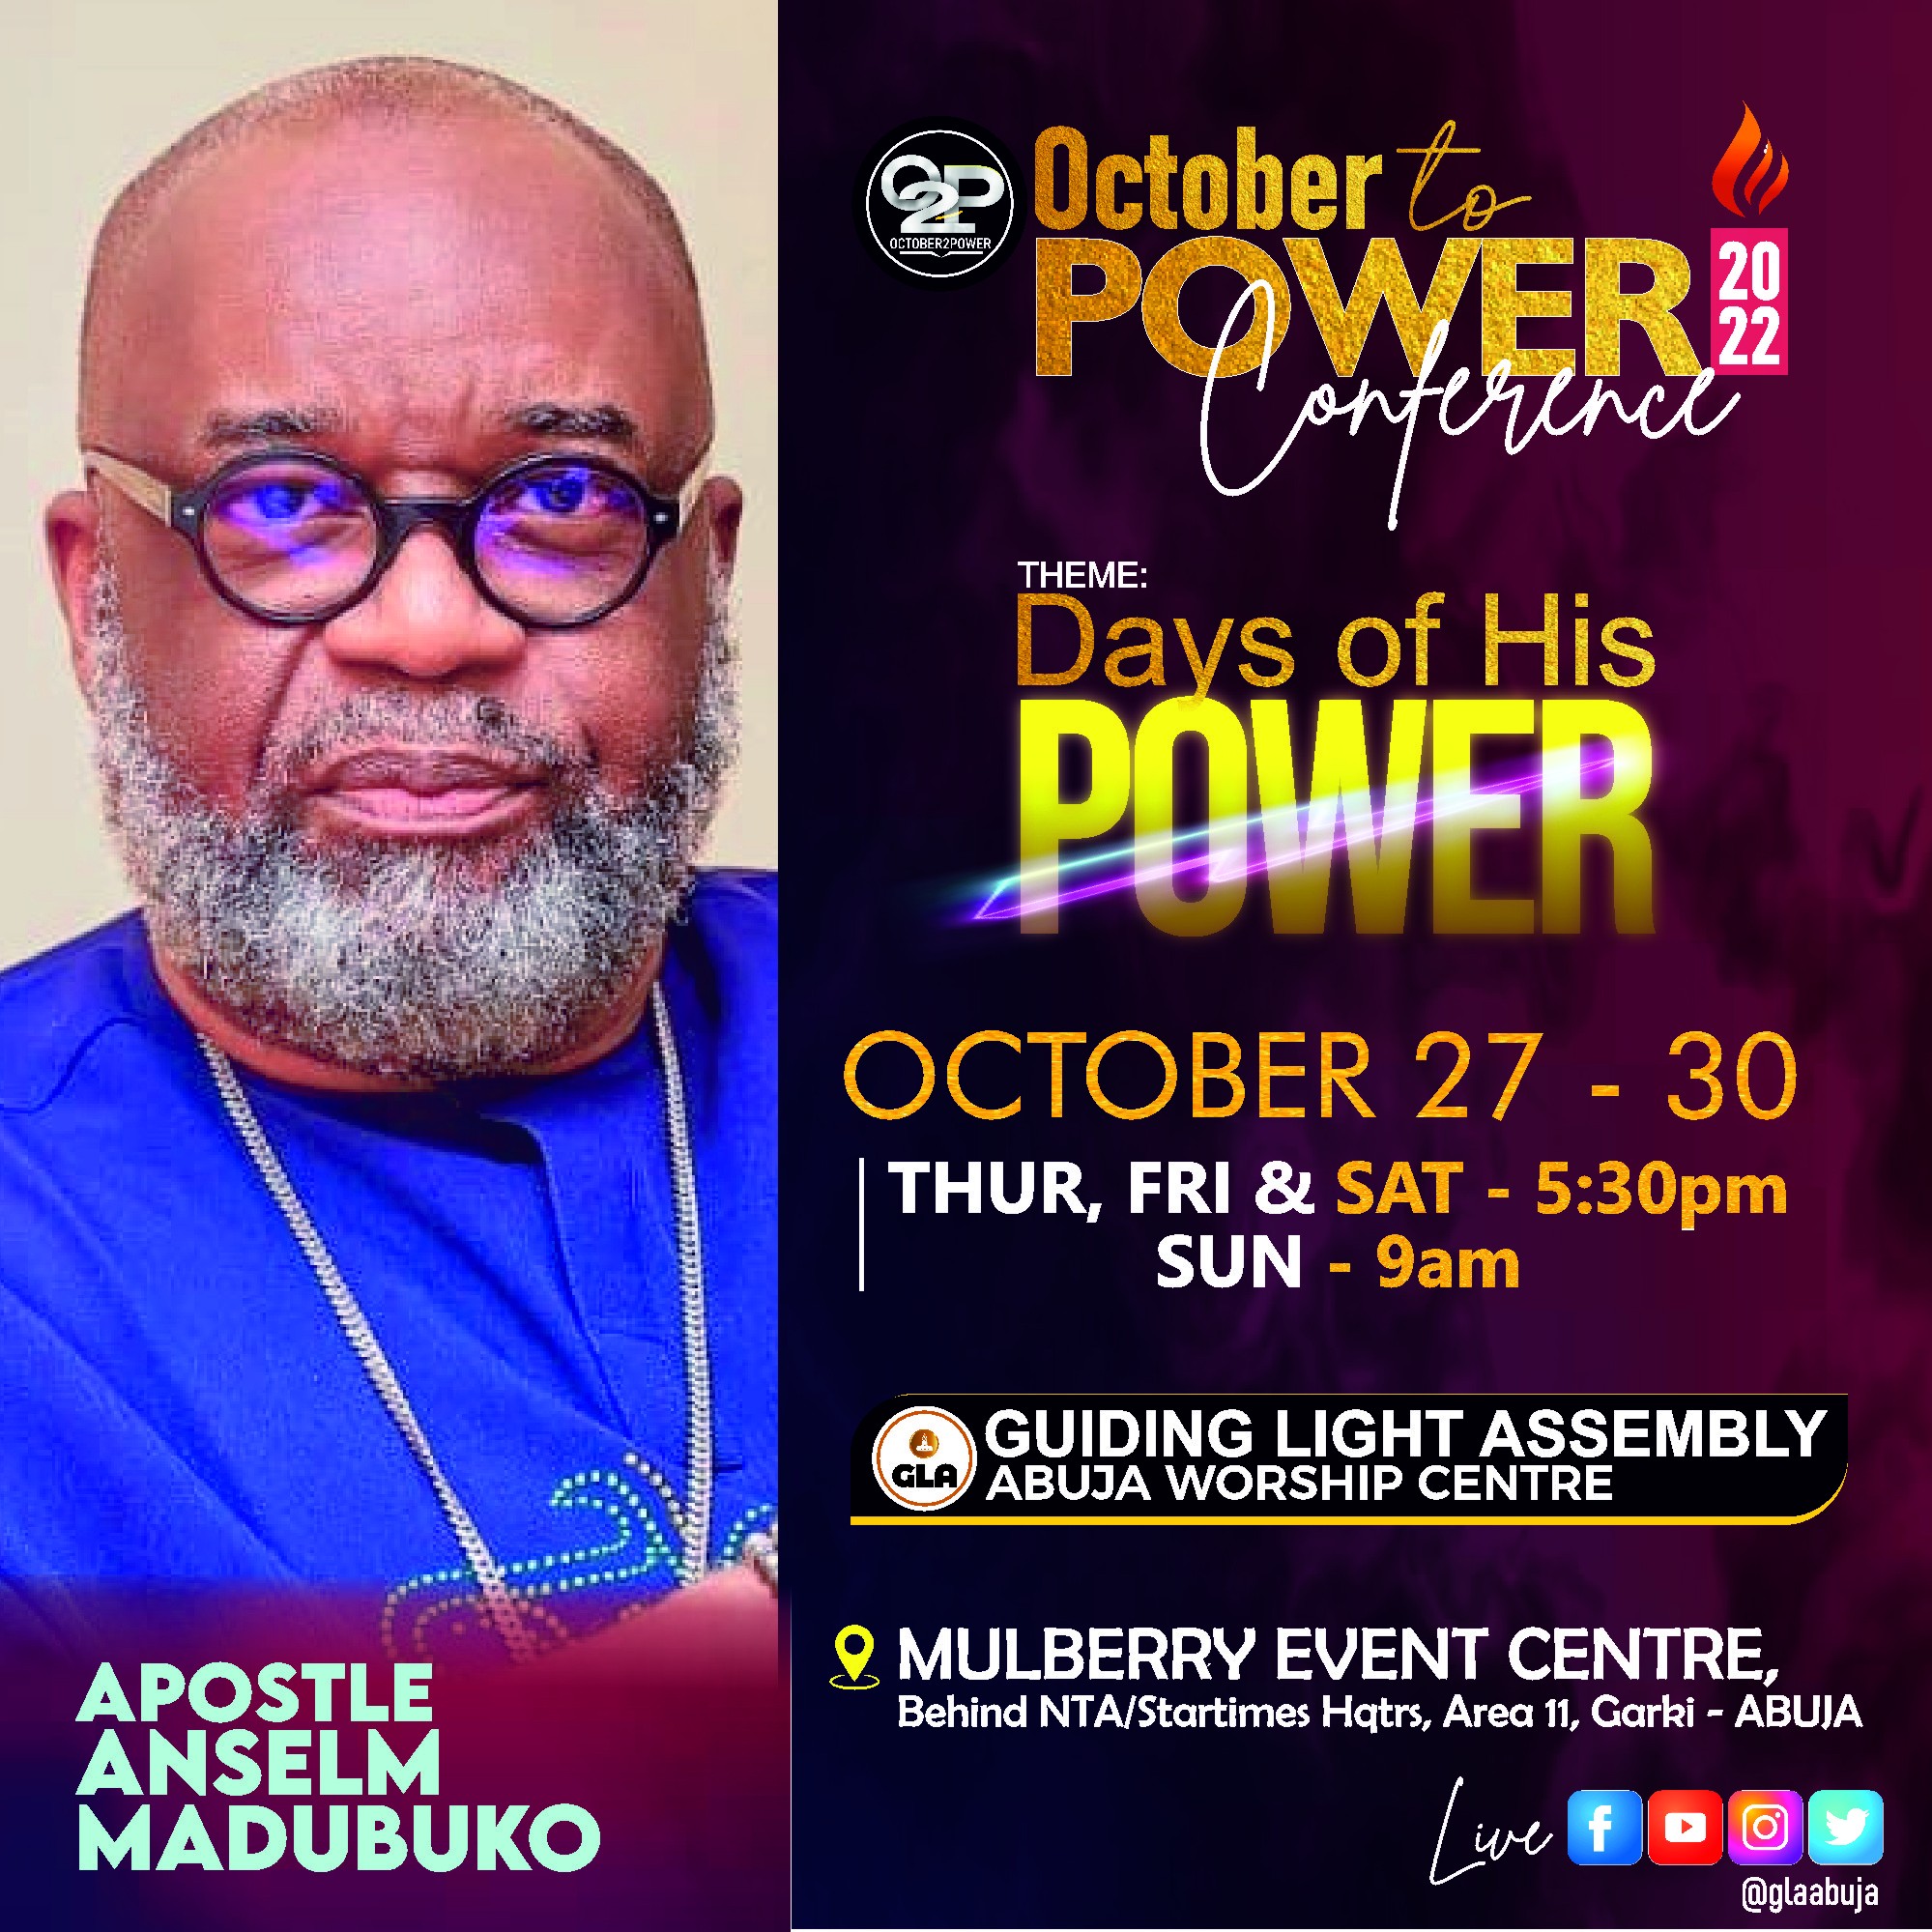 O2P
OCTOBER2POWER
October to
POWER
Conference
20
22
THEME:
Days of His
POWER
OCTOBER 27 - 30
THUR, FRI & SAT - 5:30pm
SUN - 9am
GLA
GUIDING LIGHT ASSEMBLY
ABUJA WORSHIP CENTRE
MULBERRY EVENT CENTRE,
Behind NTA/Startimes Hqtrs, Area 11, Garki - ABUJA
Live
@glaabuja
APOSTLE
ANSELM
MADUBUKO